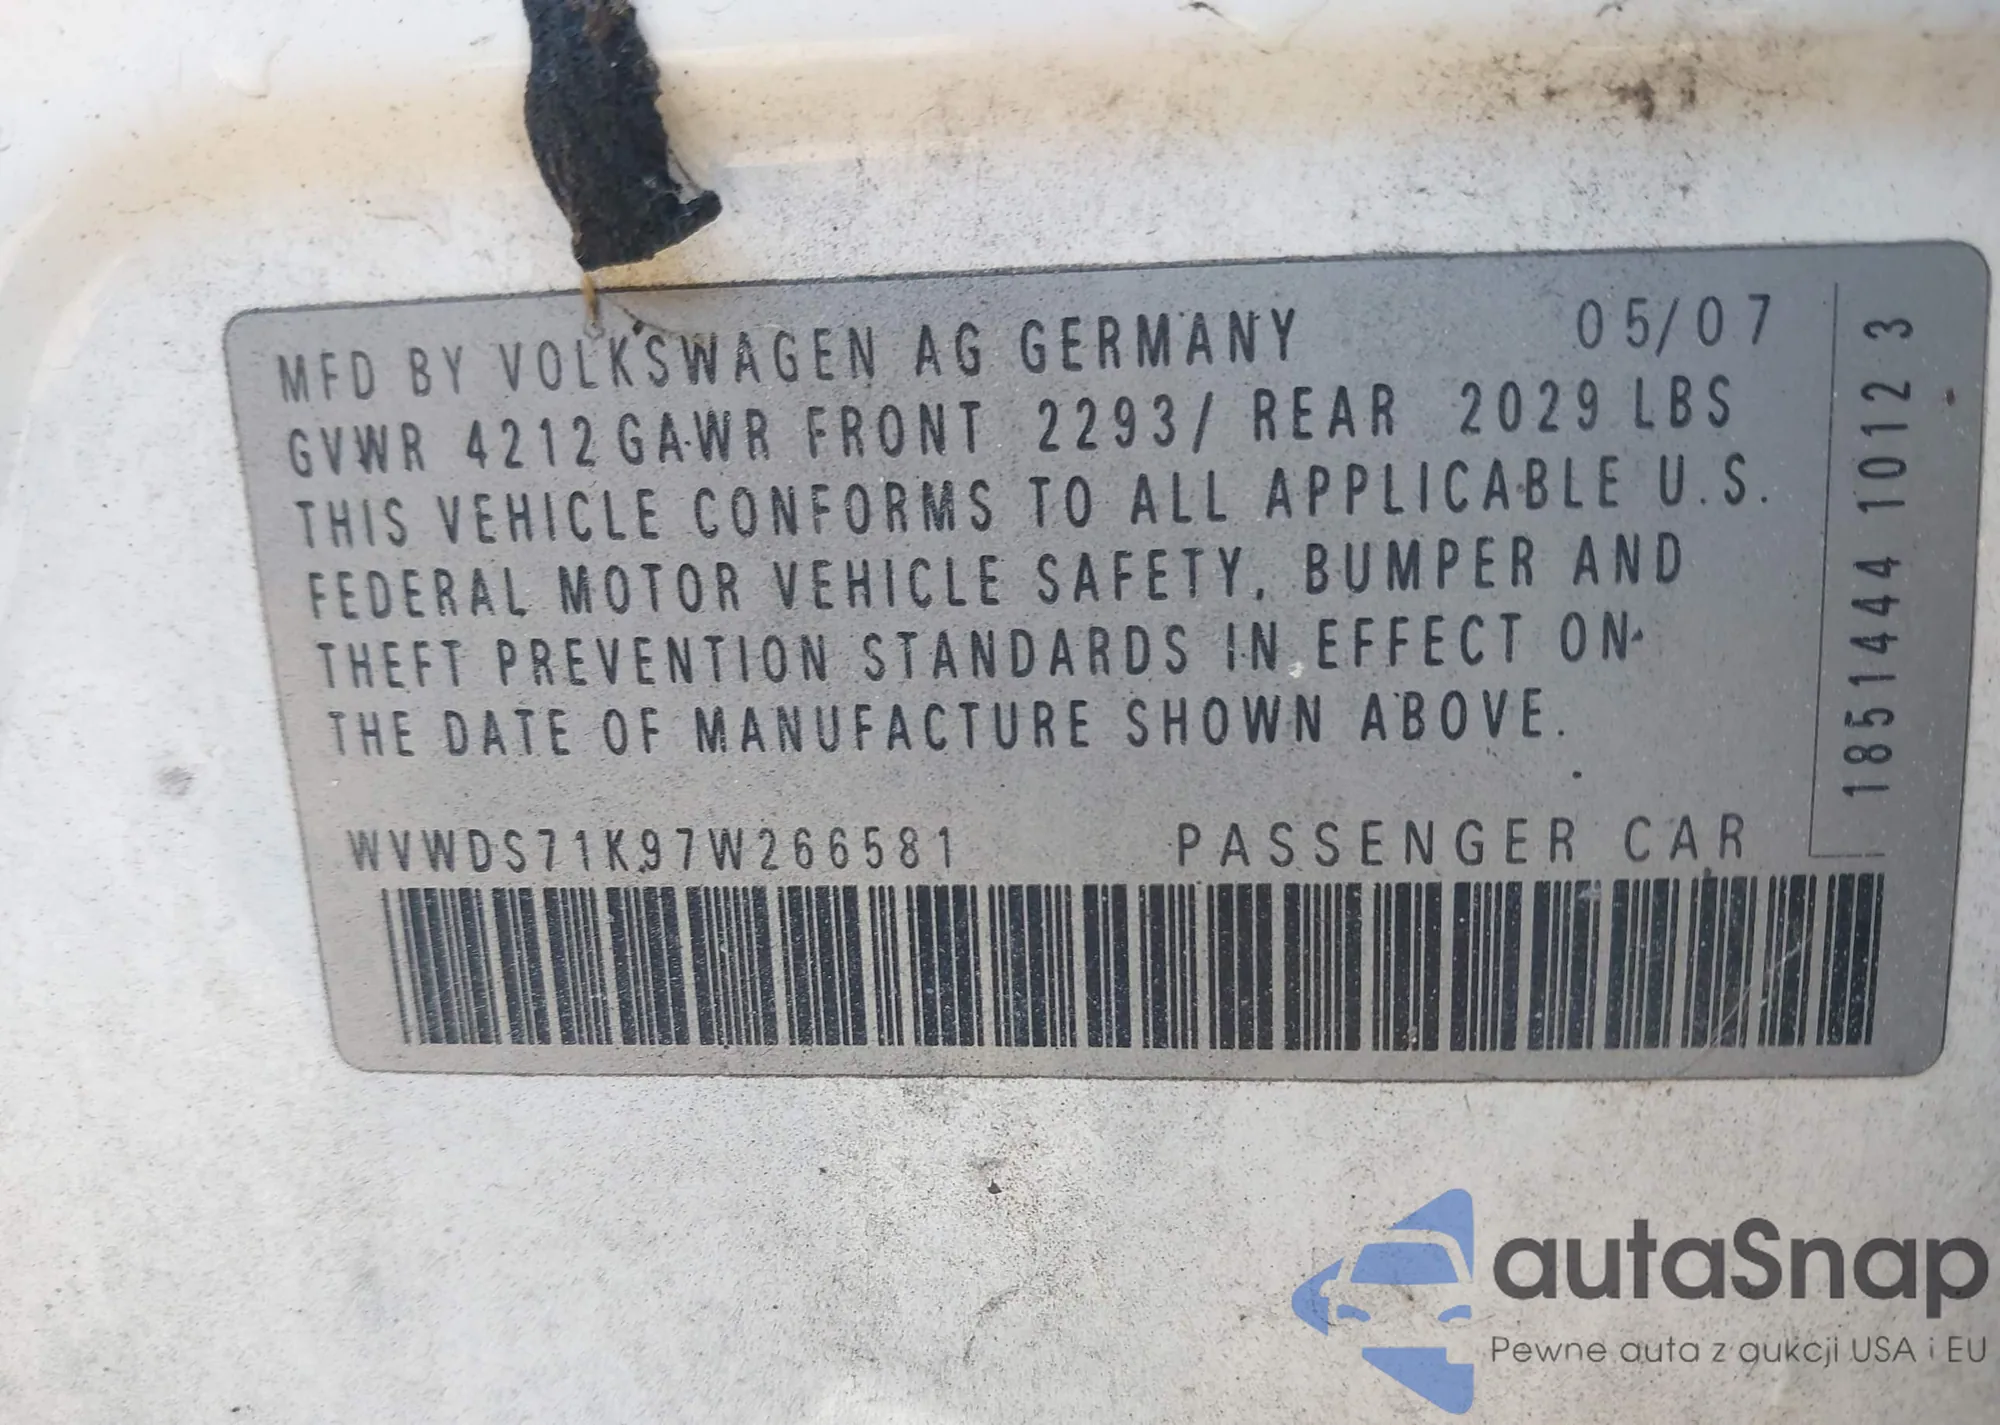 MFD BY VOLKSWAGEN AG GERMANY 05/07
GVWR 4212 GAWR FRONT 2293/ REAR 2029 LBS
THIS VEHICLE CONFORMS TO ALL APPLICABLE U.S.
FEDERAL MOTOR VEHICLE SAFETY, BUMPER AND
THEFT PREVENTION STANDARDS IN EFFECT ON
THE DATE OF MANUFACTURE SHOWN ABOVE.
WVWDS71K97W266581 PASSENGER CAR
1851444 1012 3
autaSnap
Pewne auta z aukcji USA i EU